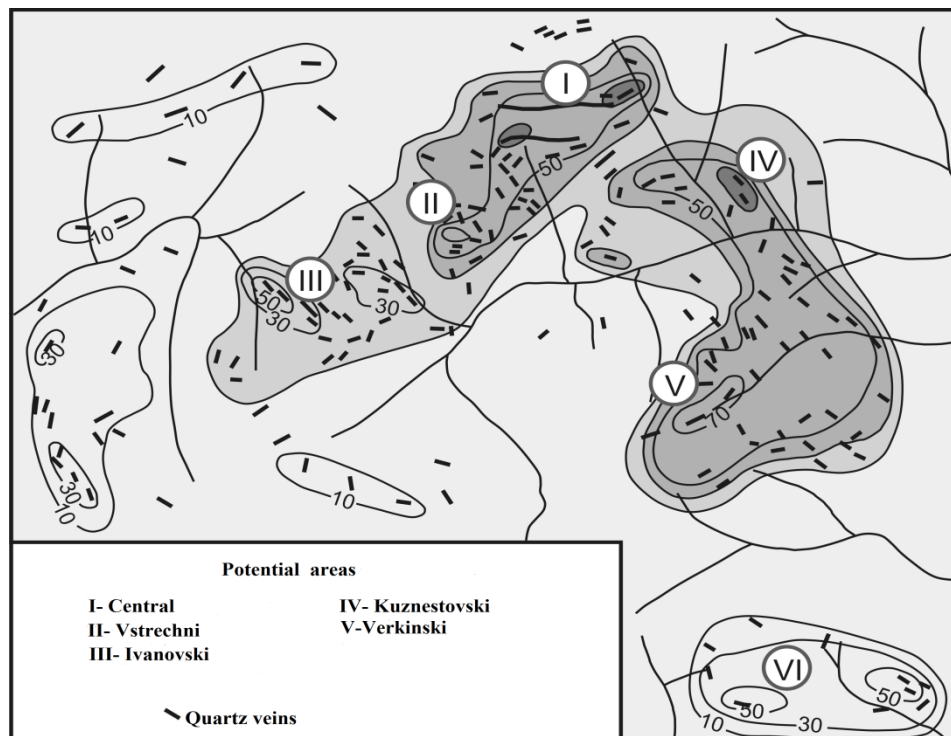 I
10
IV
50
II
50
10
III
50
30
30
30
V
70
30
10
10
Potential areas
I- Central
IV- Kuznestovski
II- Vstrechni
V-Verkinski
III- Ivanovski
VI
50
50
10
30
Quartz veins